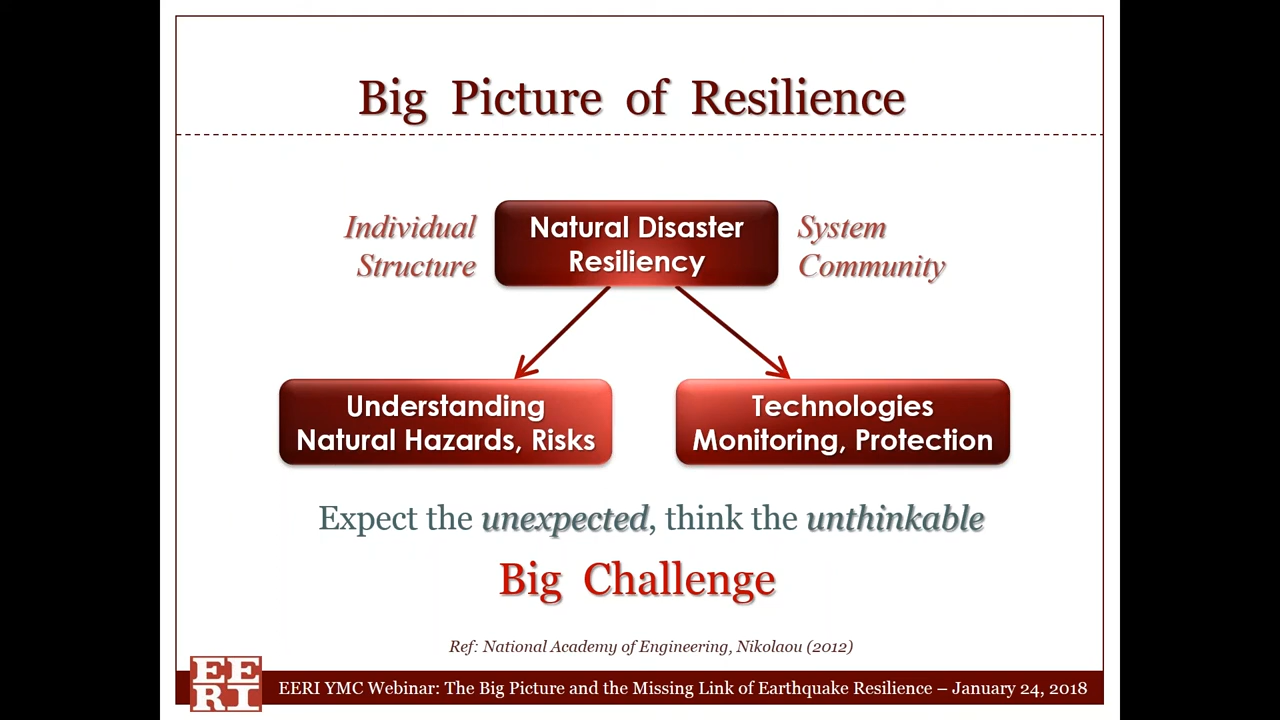 Big Picture of Resilience
Individual
Structure
Natural Disaster
Resiliency
System
Community
Understanding
Natural Hazards, Risks
Technologies
Monitoring, Protection
Expect the unexpected, think the unthinkable
Big Challenge
Ref: National Academy of Engineering, Nikolaou (2012)
EE
RI
EERI YMC Webinar: The Big Picture and the Missing Link of Earthquake Resilience – January 24, 2018